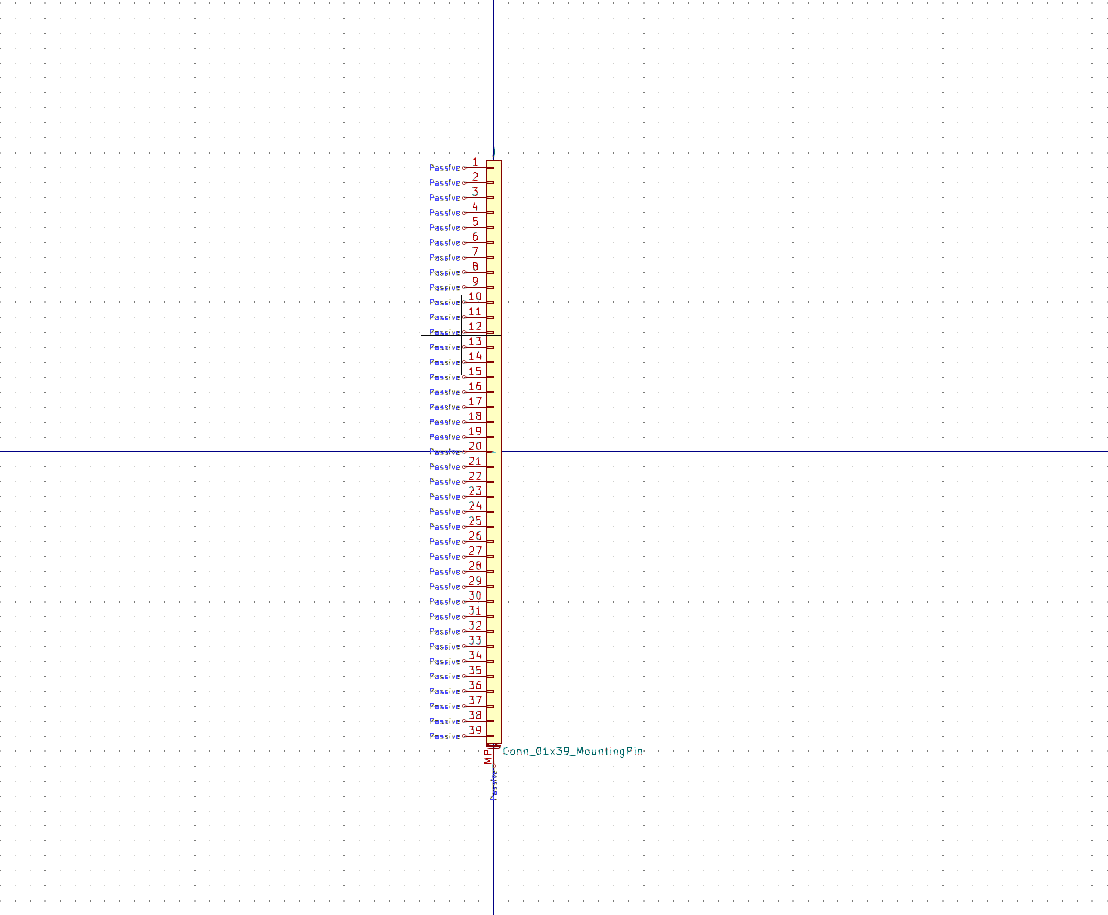 Passive 1
Passive 2
Passive 3
Passive 4
Passive 5
Passive 6
Passive 7
Passive 8
Passive 9
Passive 10
Passive 11
Passive 12
Passive 13
Passive 14
Passive 15
Passive 16
Passive 17
Passive 18
Passive 19
Passive 20
Passive 21
Passive 22
Passive 23
Passive 24
Passive 25
Passive 26
Passive 27
Passive 28
Passive 29
Passive 30
Passive 31
Passive 32
Passive 33
Passive 34
Passive 35
Passive 36
Passive 37
Passive 38
Passive 39
Conn_01x39_MountingPin
MP
Passive